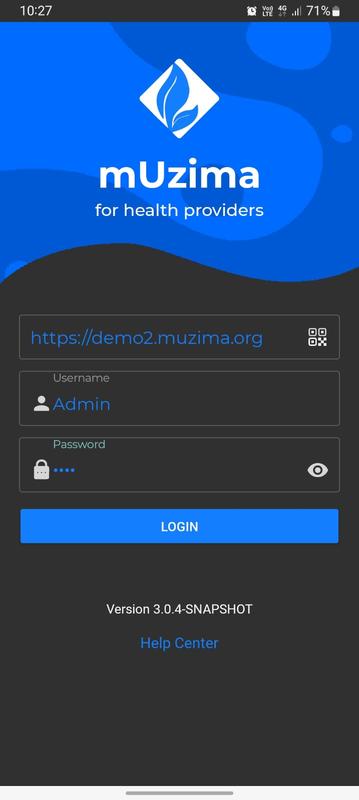 10:27
Vo) LTE 4G 71%
mUzima
for health providers
https://demo2.muzima.org
Username
Admin
Password
••••
LOGIN
Version 3.0.4-SNAPSHOT
Help Center